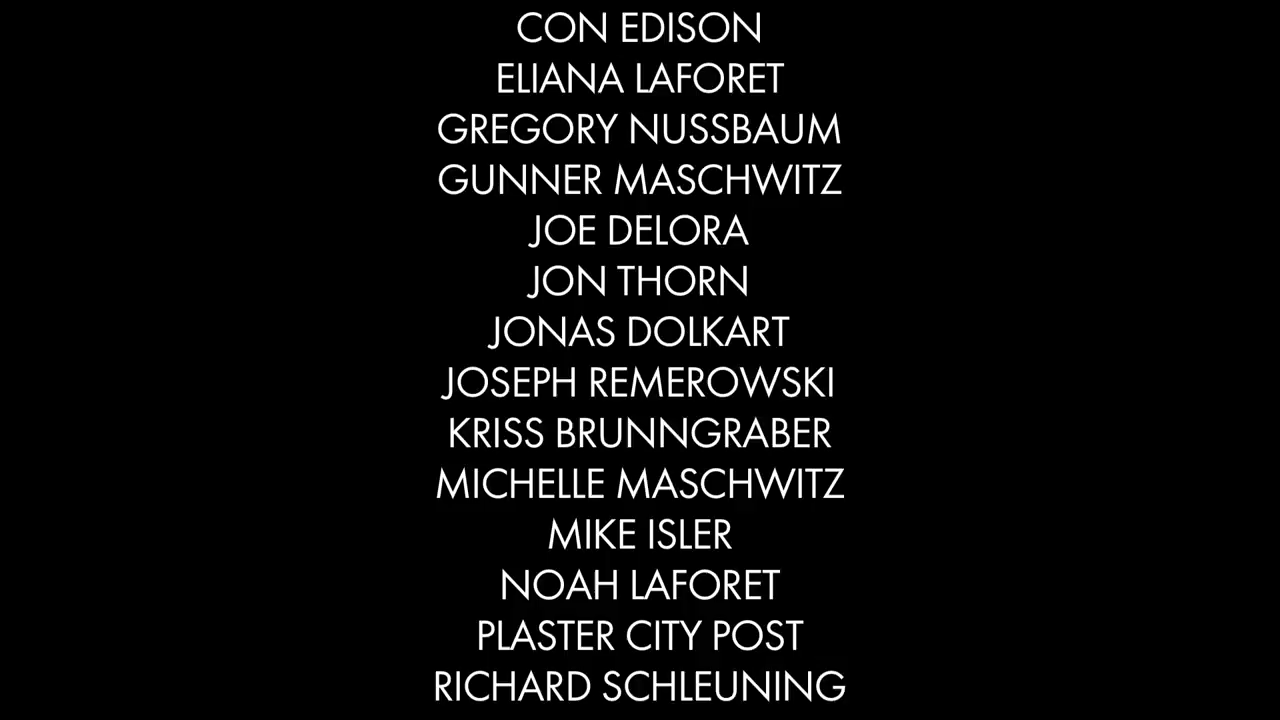 CON EDISON
ELIANA LAFORET
GREGORY NUSSBAUM
GUNNER MASCHWITZ
JOE DELORA
JON THORN
JONAS DOLKART
JOSEPH REMEROWSKI
KRISS BRUNNGRABER
MICHELLE MASCHWITZ
MIKE ISLER
NOAH LAFORET
PLASTER CITY POST
RICHARD SCHLEUNING